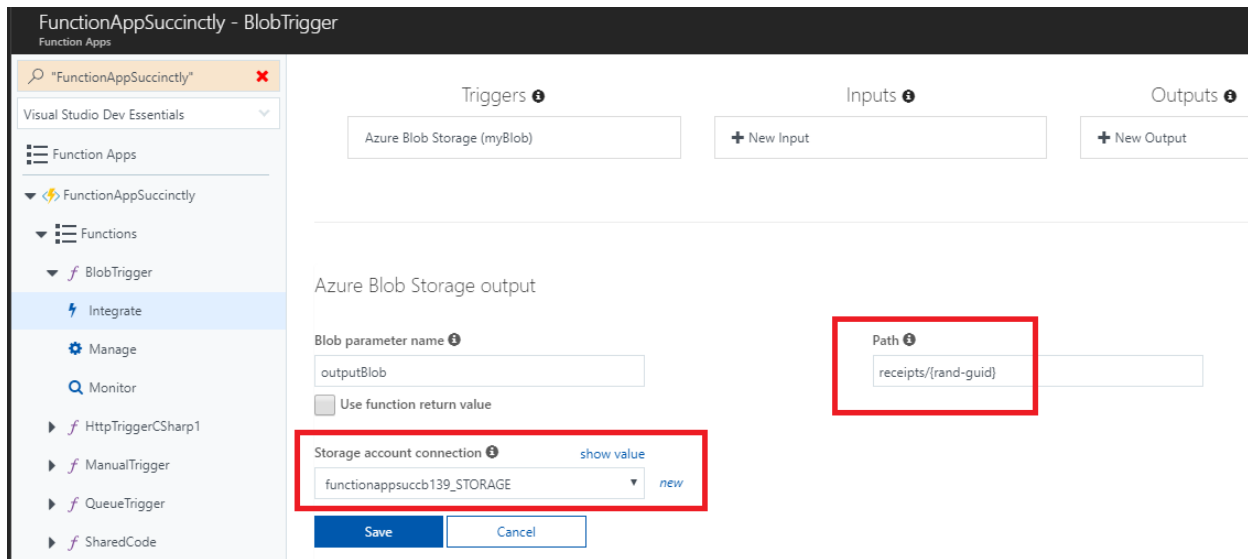 FunctionAppSuccinctly - BlobTrigger
Function Apps
"FunctionAppSuccinctly"
Visual Studio Dev Essentials
Function Apps
FunctionAppSuccinctly
Functions
f BlobTrigger
Integrate
Manage
Monitor
f HttpTriggerCSharp1
f ManualTrigger
f QueueTrigger
f SharedCode
Triggers
Inputs
Outputs
Azure Blob Storage (myBlob)
+ New Input
+ New Output
Azure Blob Storage output
Blob parameter name
Path
outputBlob
receipts/{rand-guid}
Use function return value
Storage account connection
show value
functionappsuccb139_STORAGE
new
Save
Cancel